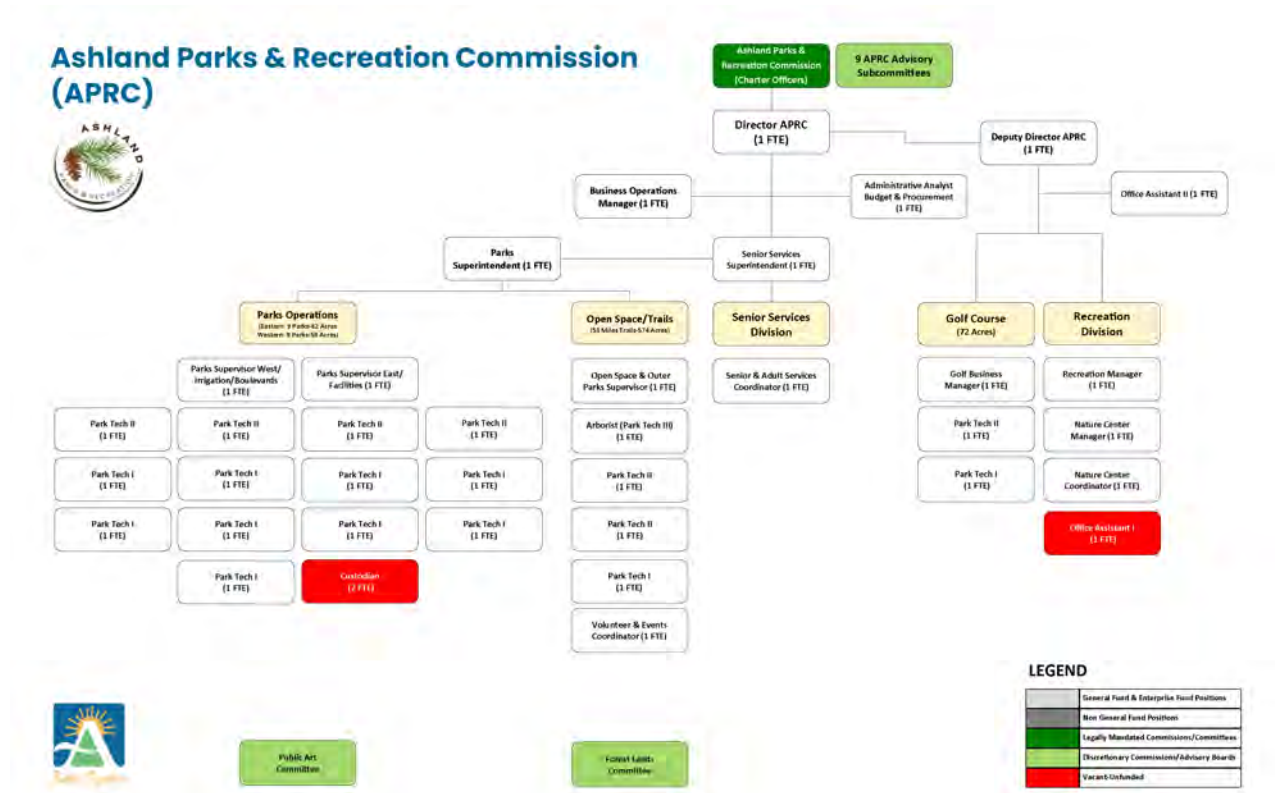 Ashland Parks & Recreation Commission
(APRC)
ASHLAND
PARKS & RECREATION
Ashland Parks &
Recreation Commission
(Charter Officers)
9 APRC Advisory
Subcommittees
Director APRC
(1 FTE)
Deputy Director APRC
(1 FTE)
Business Operations
Manager (1 FTE)
Administrative Analyst
Budget & Procurement
(1 FTE)
Office Assistant II (1 FTE)
Parks
Superintendent (1 FTE)
Senior Services
Superintendent (1 FTE)
Parks Operations
Open Space/Trails
Senior Services
Division
Golf Course
(72 Acres)
Recreation
Division
Parks Supervisor West/
Irrigation/Boulevards
(1 FTE)
Parks Supervisor East/
Facilities (1 FTE)
Open Space & Outer
Parks Supervisor (1 FTE)
Senior & Adult Services
Coordinator (1 FTE)
Golf Business
Manager (1 FTE)
Recreation Manager
(1 FTE)
Park Tech II
(1 FTE)
Park Tech II
(1 FTE)
Park Tech II
(1 FTE)
Park Tech II
(1 FTE)
Arborist (Park Tech III)
(1 FTE)
Park Tech II
(1 FTE)
Nature Center
Manager (1 FTE)
Park Tech I
(1 FTE)
Park Tech I
(1 FTE)
Park Tech I
(1 FTE)
Park Tech I
(1 FTE)
Park Tech II
(1 FTE)
Park Tech I
(1 FTE)
Nature Center
Coordinator (1 FTE)
Park Tech I
(1 FTE)
Park Tech I
(1 FTE)
Park Tech I
(1 FTE)
Park Tech I
(1 FTE)
Park Tech II
(1 FTE)
Office Assistant I
(1 FTE)
Park Tech I
(1 FTE)
Custodian
(2 FTE)
Park Tech I
(1 FTE)
Volunteer & Events
Coordinator (1 FTE)
LEGEND
General Fund & Enterprise Fund Positions
Non General Fund Positions
Legally Mandated Commissions/Committees
Discretionary Commissions/Advisory Boards
Vacant-Unfunded
Public Art
Committee
Forest Lands
Committee